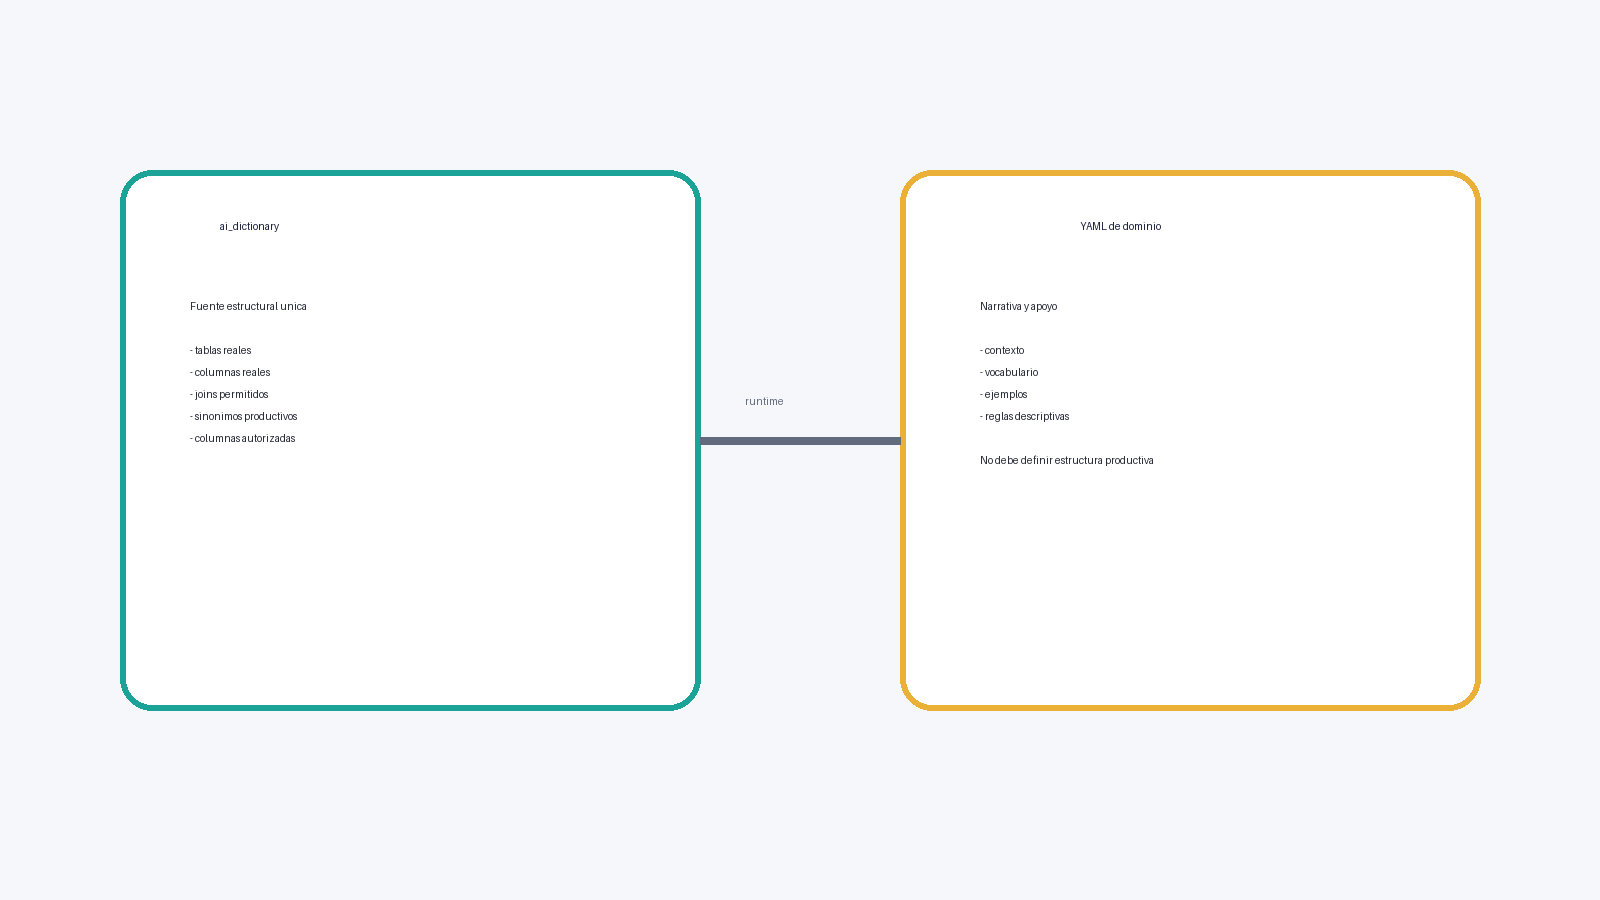 ai_dictionary
Fuente estructural unica
- tablas reales
- columnas reales
- joins permitidos
- sinonimos productivos
- columnas autorizadas
runtime
YAML de dominio
Narrativa y apoyo
- contexto
- vocabulario
- ejemplos
- reglas descriptivas
No debe definir estructura productiva